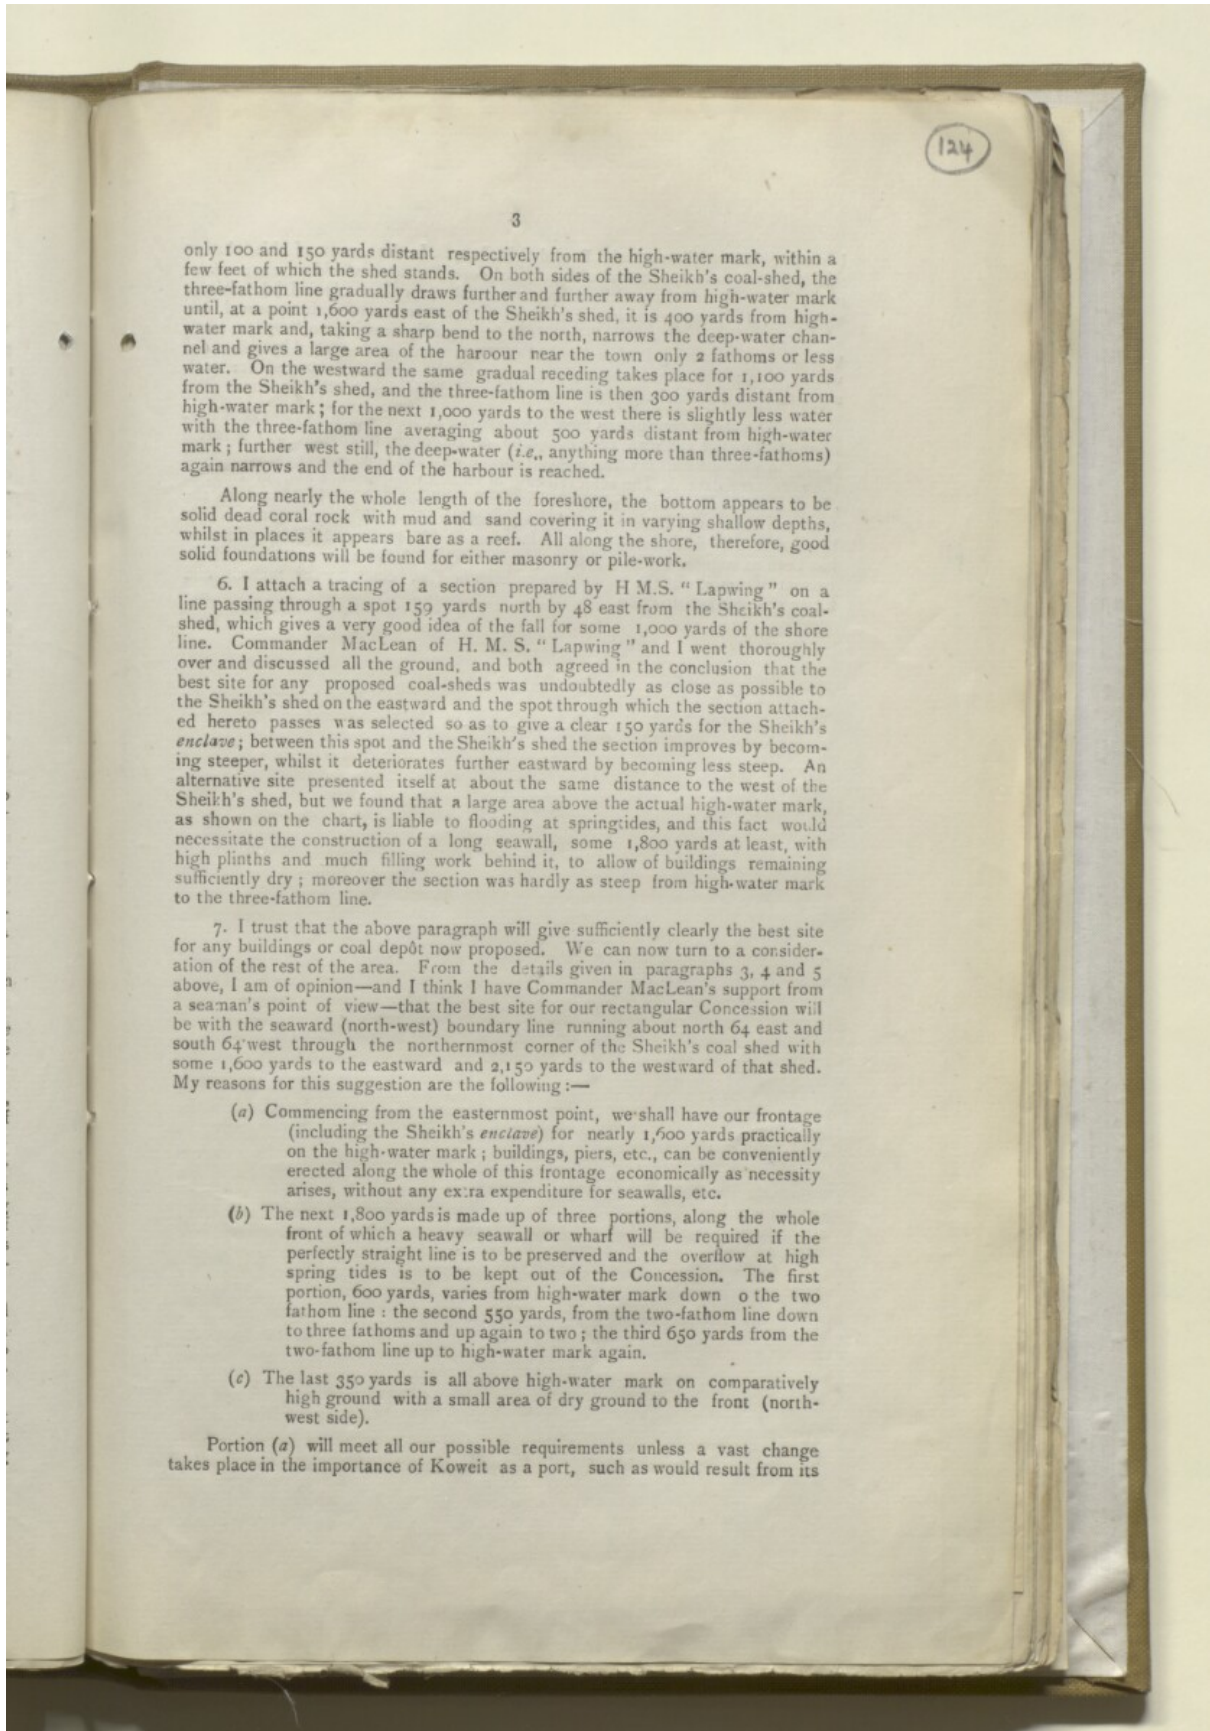 124
3
only 100 and 150 yards distant respectively from the high-water mark, within a
few feet of which the shed stands. On both sides of the Sheikh's coal-shed, the
three-fathom line gradually draws further and further away from high-water mark
until, at a point 1,600 yards east of the Sheikh's shed, it is 400 yards from high-
water mark and, taking a sharp bend to the north, narrows the deep-water chan-
nel and gives a large area of the harbour near the town only 2 fathoms or less
water. On the westward the same gradual receding takes place for 1,100 yards
from the Sheikh's shed, and the three-fathom line is then 300 yards distant from
high-water mark; for the next 1,000 yards to the west there is slightly less water
with the three-fathom line averaging about 500 yards distant from high-water
mark; further west still, the deep-water (i.e., anything more than three-fathoms)
again narrows and the end of the harbour is reached.
Along nearly the whole length of the foreshore, the bottom appears to be
solid dead coral rock with mud and sand covering it in varying shallow depths,
whilst in places it appears bare as a reef. All along the shore, therefore, good
solid foundations will be found for either masonry or pile-work.
6. I attach a tracing of a section prepared by H M.S. "Lapwing" on a
line passing through a spot 159 yards north by 48 east from the Sheikh's coal-
shed, which gives a very good idea of the fall for some 1,000 yards of the shore
line. Commander MacLean of H. M. S. "Lapwing" and I went thoroughly
over and discussed all the ground, and both agreed in the conclusion that the
best site for any proposed coal-sheds was undoubtedly as close as possible to
the Sheikh's shed on the eastward and the spot through which the section attach-
ed hereto passes was selected so as to give a clear 150 yards for the Sheikh's
enclave; between this spot and the Sheikh's shed the section improves by becom-
ing steeper, whilst it deteriorates further eastward by becoming less steep. An
alternative site presented itself at about the same distance to the west of the
Sheikh's shed, but we found that a large area above the actual high-water mark,
as shown on the chart, is liable to flooding at springtides, and this fact would
necessitate the construction of a long seawall, some 1,800 yards at least, with
high plinths and much filling work behind it, to allow of buildings remaining
sufficiently dry; moreover the section was hardly as steep from high-water mark
to the three-fathom line.
7. I trust that the above paragraph will give sufficiently clearly the best site
for any buildings or coal depôt now proposed. We can now turn to a consider-
ation of the rest of the area. From the details given in paragraphs 3, 4 and 5
above, I am of opinion—and I think I have Commander MacLean's support from
a seaman's point of view—that the best site for our rectangular Concession will
be with the seaward (north-west) boundary line running about north 64 east and
south 64 west through the northernmost corner of the Sheikh's coal shed with
some 1,600 yards to the eastward and 2,150 yards to the westward of that shed.
My reasons for this suggestion are the following:—
(a) Commencing from the easternmost point, we shall have our frontage
(including the Sheikh's enclave) for nearly 1,600 yards practically
on the high-water mark; buildings, piers, etc., can be conveniently
erected along the whole of this frontage economically as necessity
arises, without any extra expenditure for seawalls, etc.
(b) The next 1,800 yards is made up of three portions, along the whole
front of which a heavy seawall or wharf will be required if the
perfectly straight line is to be preserved and the overflow at high
spring tides is to be kept out of the Concession. The first
portion, 600 yards, varies from high-water mark down o the two
fathom line: the second 550 yards, from the two-fathom line down
to three fathoms and up again to two; the third 650 yards from the
two-fathom line up to high-water mark again.
(c) The last 350 yards is all above high-water mark on comparatively
high ground with a small area of dry ground to the front (north-
west side).
Portion (a) will meet all our possible requirements unless a vast change
takes place in the importance of Koweit as a port, such as would result from its